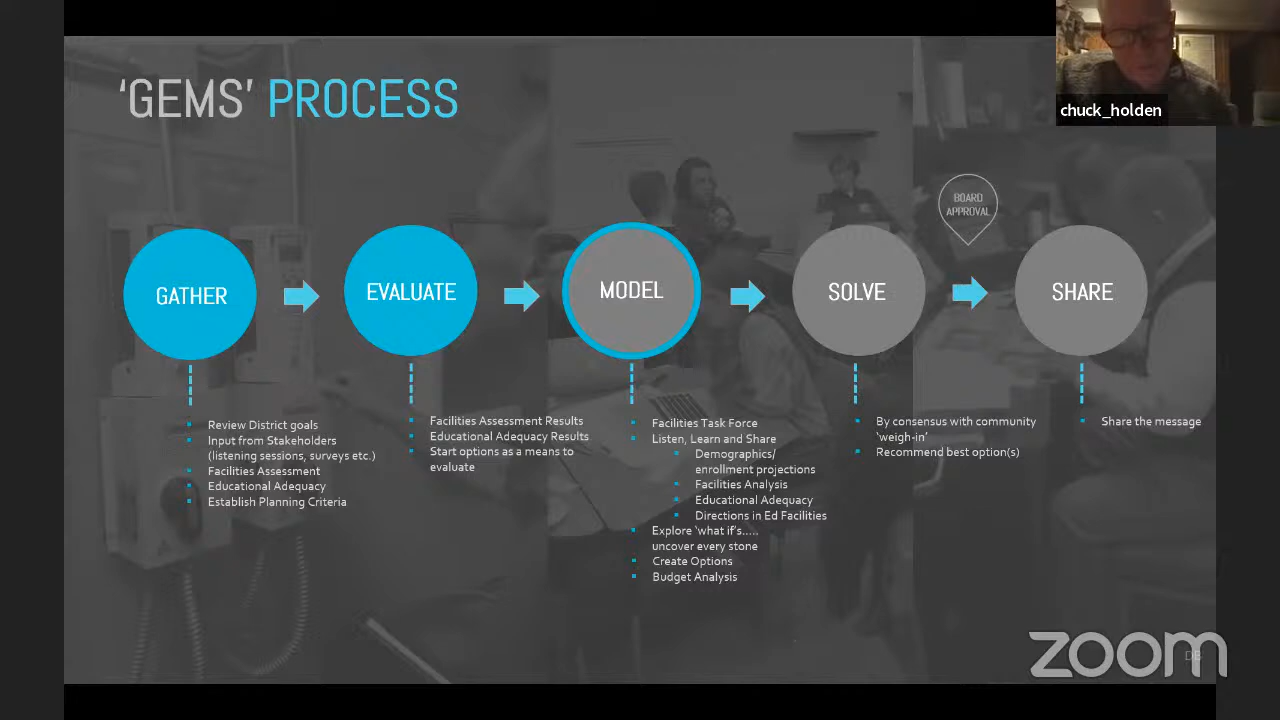 chuck_holden
'GEMS' PROCESS
BOARD
APPROVAL
GATHER
EVALUATE
MODEL
SOLVE
SHARE
Review District goals
Input from Stakeholders
(listening sessions, surveys etc.)
Facilities Assessment
Educational Adequacy
Establish Planning Criteria
Facilities Assessment Results
Educational Adequacy Results
Start options as a means to
evaluate
Facilities Task Force
Listen, Learn and Share
Demographics/
enrollment projections
Facilities Analysis
Educational Adequacy
Directions in Ed Facilities
Explore 'what if's.....
uncover every stone
Create Options
Budget Analysis
By consensus with community
'weigh-in'
Recommend best option(s)
Share the message
zoom
DB